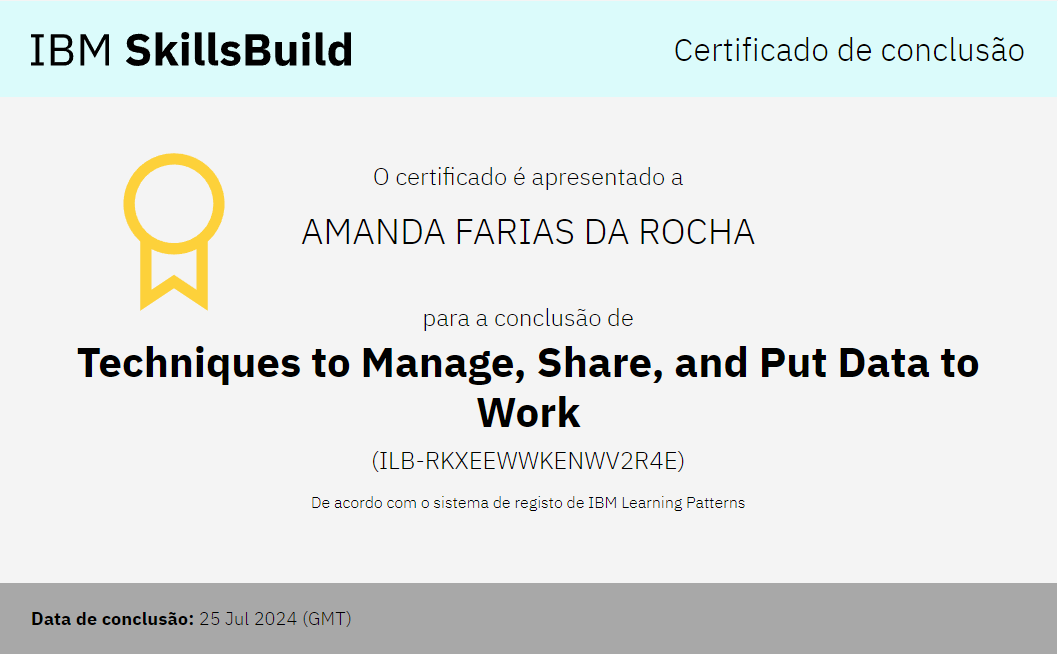 IBM SkillsBuild
Certificado de conclusão
O certificado é apresentado a
AMANDA FARIAS DA ROCHA
para a conclusão de
Techniques to Manage, Share, and Put Data to
Work
(ILB-RKXEEWWKENWV2R4E)
De acordo com o sistema de registo de IBM Learning Patterns
Data de conclusão: 25 Jul 2024 (GMT)